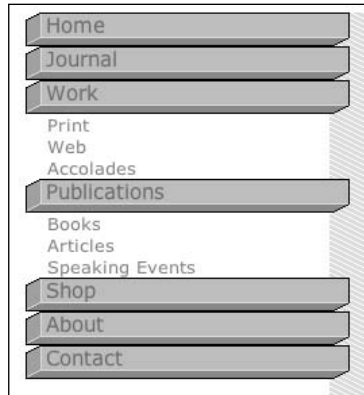 Home
Journal
Work
Print
Web
Accolades
Publications
Books
Articles
Speaking Events
Shop
About
Contact